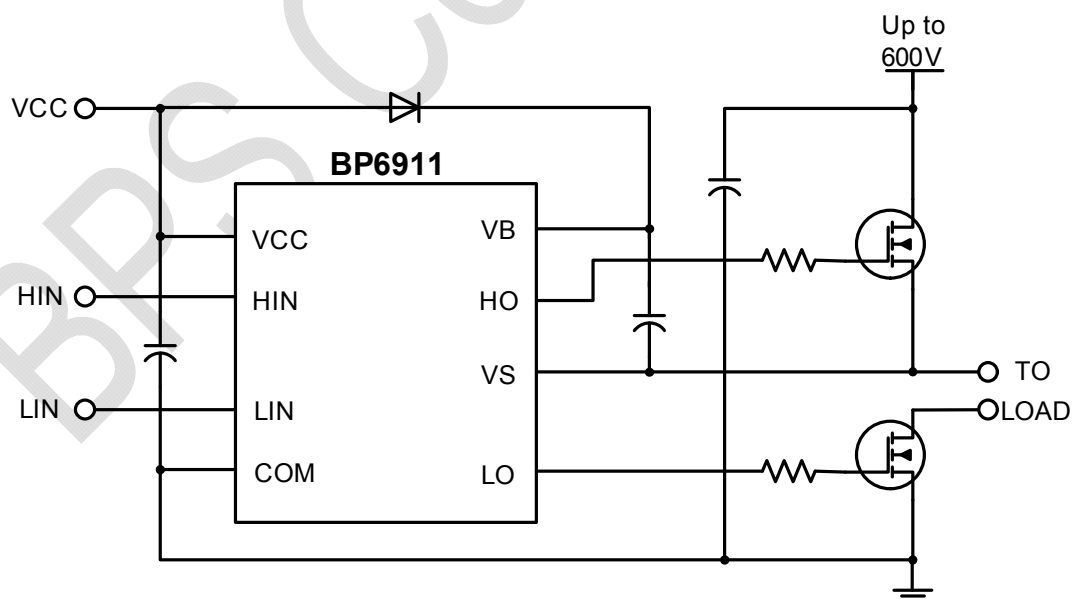 Up to
600V
VCC
BP6911
VCC
VB
HIN
HIN
HO
VS
TO
LIN
LIN
LOAD
COM
LO